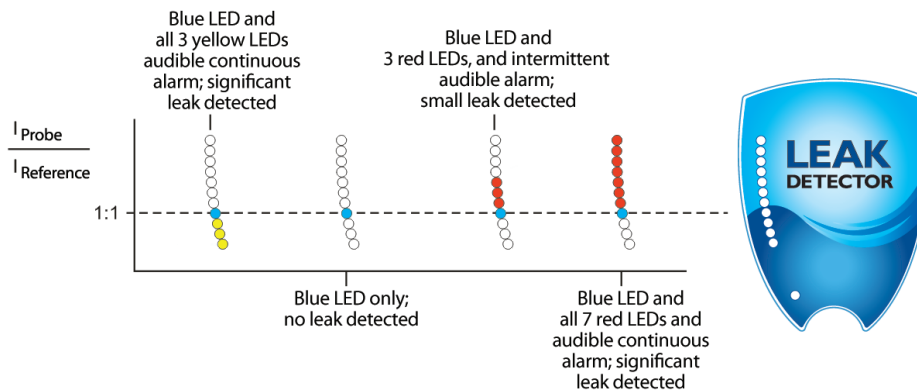 Blue LED and
all 3 yellow LEDs
audible continuous
alarm; significant
leak detected
Blue LED and
3 red LEDs, and intermittent
audible alarm;
small leak detected
I Probe
I Reference
1:1
LEAK
DETECTOR
Blue LED only;
no leak detected
Blue LED and
all 7 red LEDs and
audible continuous
alarm; significant
leak detected